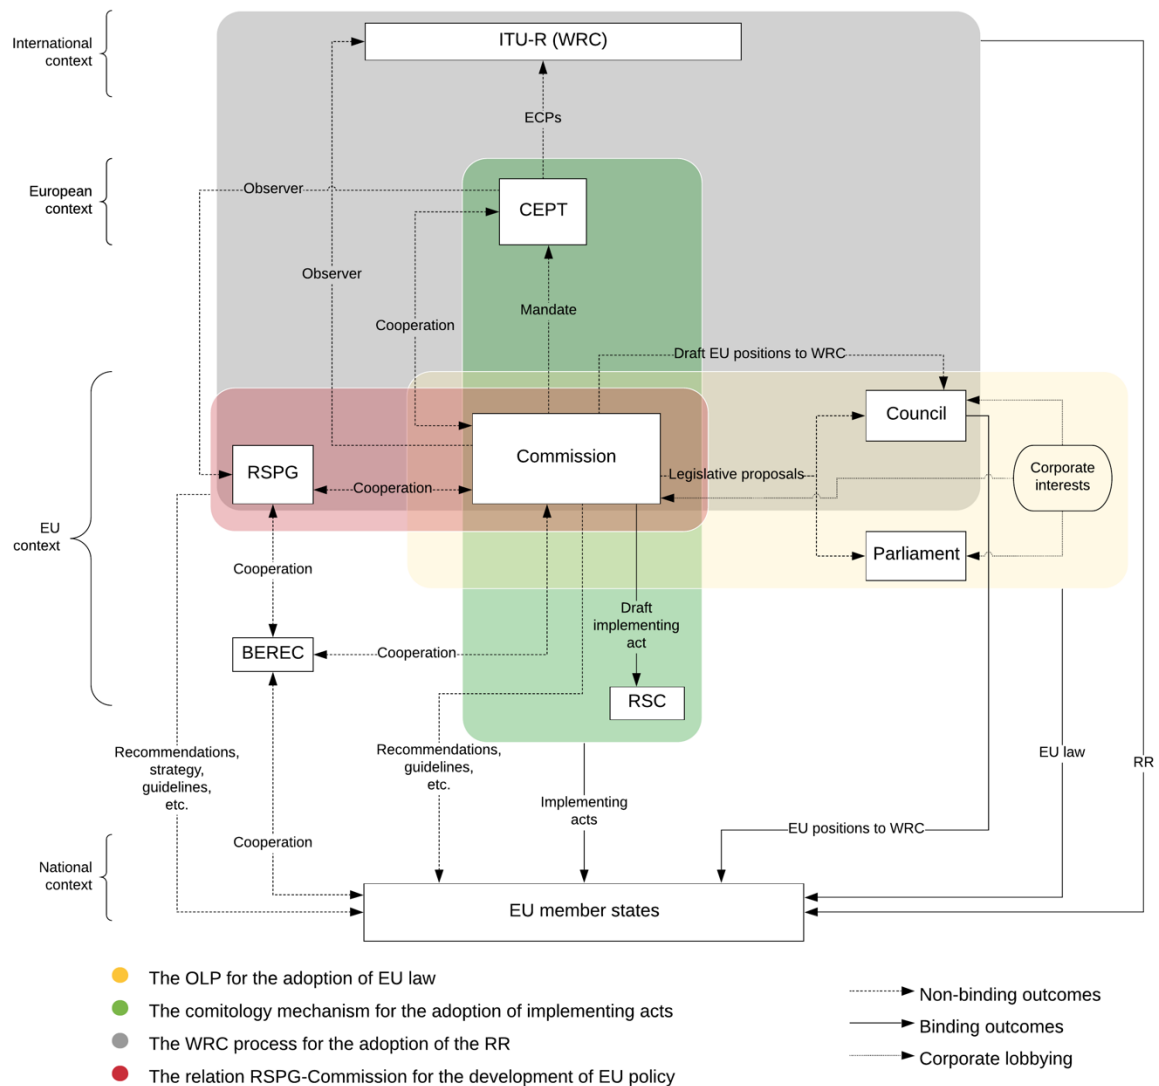 International
context
ITU-R (WRC)
ECPs
European
context
Observer
CEPT
Observer
Mandate
Cooperation
Draft EU positions to WRC
Council
Commission
RSPG
Legislative proposals
Corporate
interests
Cooperation
EU
context
Parliament
Cooperation
Draft
implementing
act
BEREC
Cooperation
RSC
Recommendations,
strategy,
guidelines,
etc.
Recommendations,
guidelines,
etc.
EU law
RR
Implementing
acts
EU positions to WRC
Cooperation
National
context
EU member states
The OLP for the adoption of EU law
The comitology mechanism for the adoption of implementing acts
The WRC process for the adoption of the RR
The relation RSPG-Commission for the development of EU policy
Non-binding outcomes
Binding outcomes
Corporate lobbying